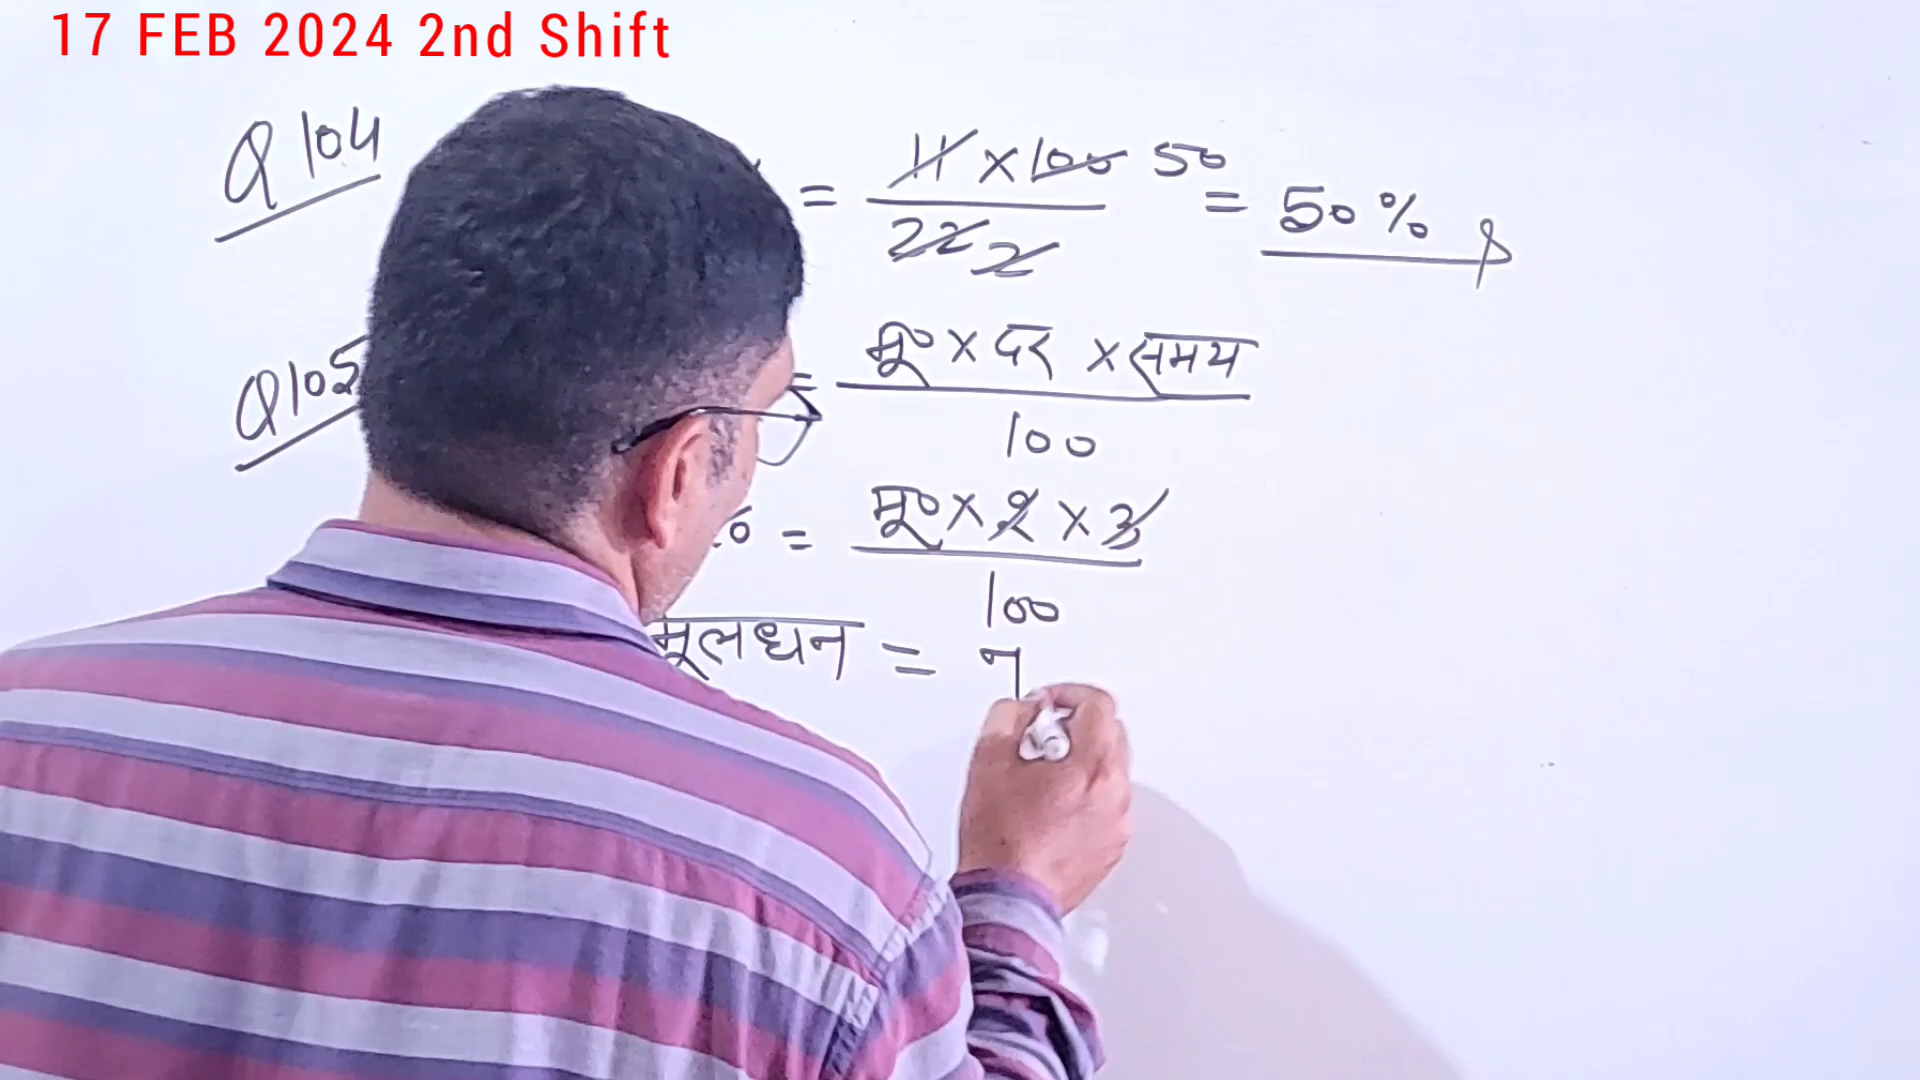 17 FEB 2024 2nd Shift
Q104 = 11 × 100 50 = 50%
22 2
Q105 = मू० × दर × समय
100
= मू० × 2 × 3
100
मूलधन = 7